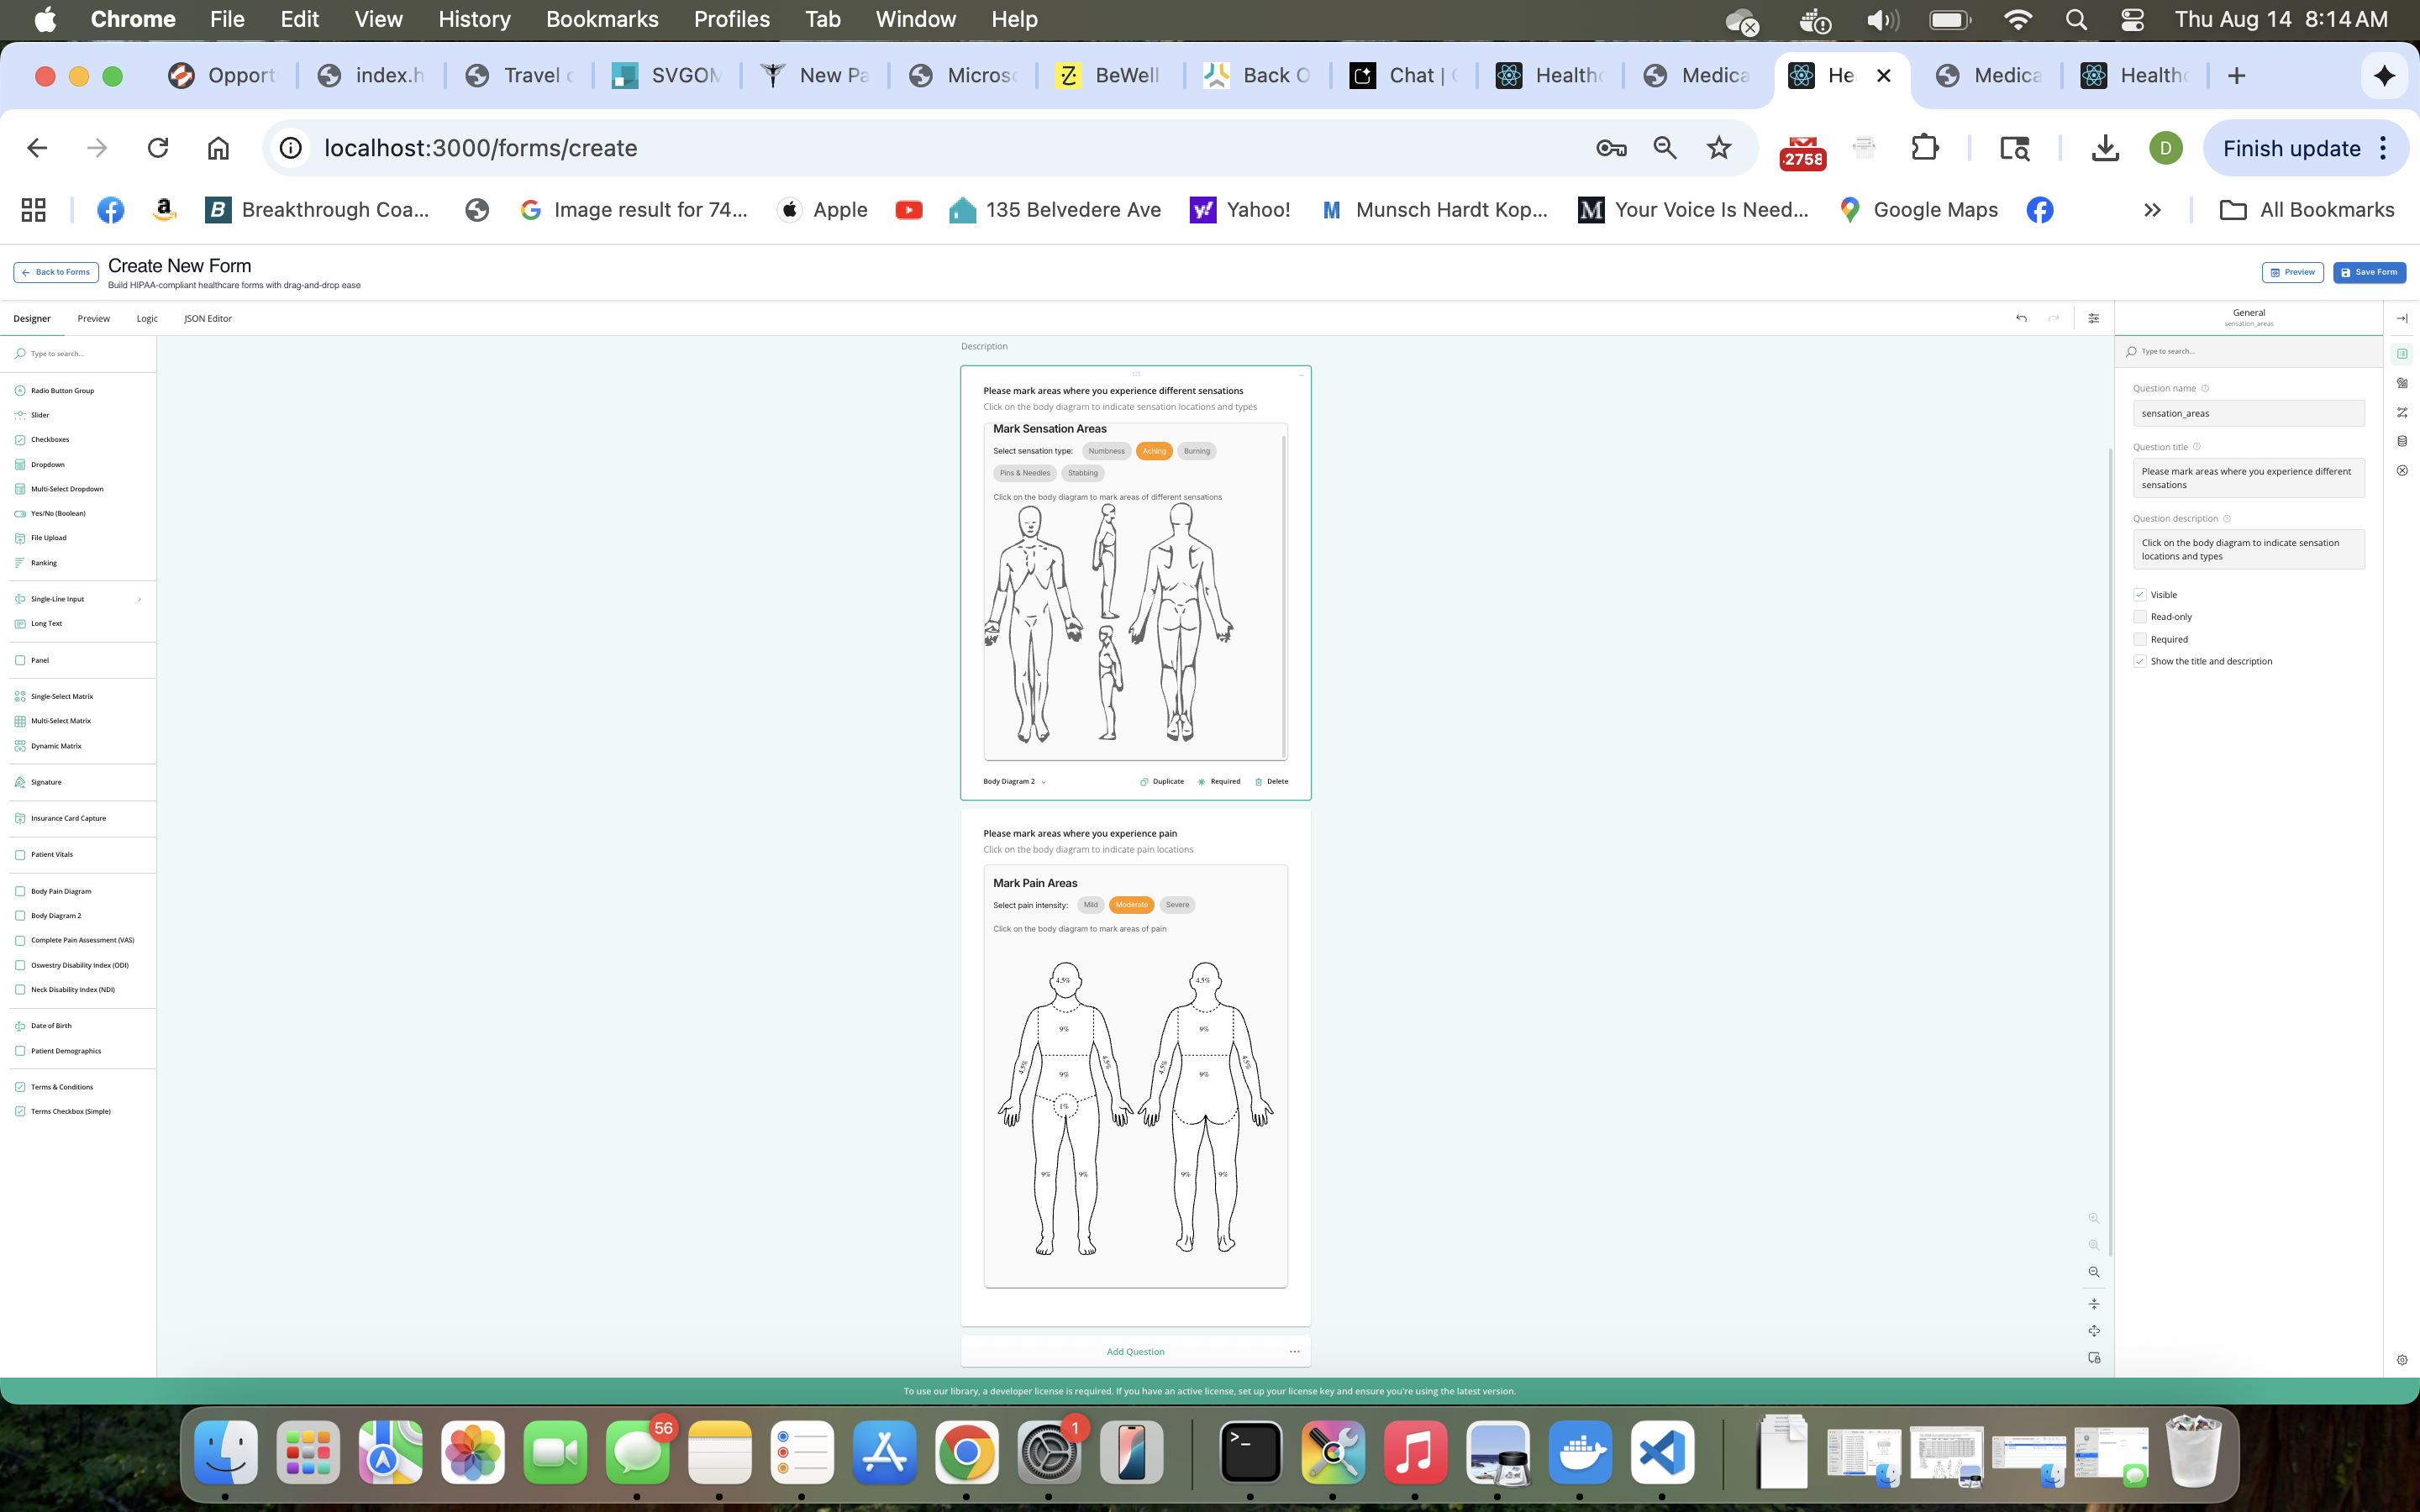 Chrome File Edit View History Bookmarks Profiles Tab Window Help Thu Aug 14 8:14 AM
Opport index.h Travel SVGOM New Pa Micros BeWell Back O Chat | Health Medica He Medica Health
localhost:3000/forms/create 2758 D Finish update
Breakthrough Coa... Image result for 74... Apple 135 Belvedere Ave Yahoo! Munsch Hardt Kop... Your Voice Is Need... Google Maps All Bookmarks
Back to Forms
Create New Form
Build HIPAA-compliant healthcare forms with drag-and-drop ease
Preview
Save Form
Designer Preview Logic JSON Editor
Type to search...
Radio Button Group
Slider
Checkboxes
Dropdown
Multi-Select Dropdown
Yes/No (Boolean)
File Upload
Ranking
Single-Line Input
Long Text
Panel
Single-Select Matrix
Multi-Select Matrix
Dynamic Matrix
Signature
Insurance Card Capture
Patient Vitals
Body Pain Diagram
Body Diagram 2
Complete Pain Assessment (VAS)
Oswestry Disability Index (ODI)
Neck Disability Index (NDI)
Date of Birth
Patient Demographics
Terms & Conditions
Terms Checkbox (Simple)
Description
Please mark areas where you experience different sensations
Click on the body diagram to indicate sensation locations and types
Mark Sensation Areas
Select sensation type: Numbness Aching Burning
Pins & Needles Stabbing
Click on the body diagram to mark areas of different sensations
Body Diagram 2 Duplicate Required Delete
Please mark areas where you experience pain
Click on the body diagram to indicate pain locations
Mark Pain Areas
Select pain intensity: Mild Moderate Severe
Click on the body diagram to mark areas of pain
4.5% 4.5%
9% 9%
4.5% 4.5% 4.5% 4.5%
9% 9%
1%
9% 9% 9% 9%
Add Question
General
sensation_areas
Type to search...
Question name
sensation_areas
Question title
Please mark areas where you experience different
sensations
Question description
Click on the body diagram to indicate sensation
locations and types
Visible
Read-only
Required
Show the title and description
To use our library, a developer license is required. If you have an active license, set up your license key and ensure you're using the latest version.
56 1